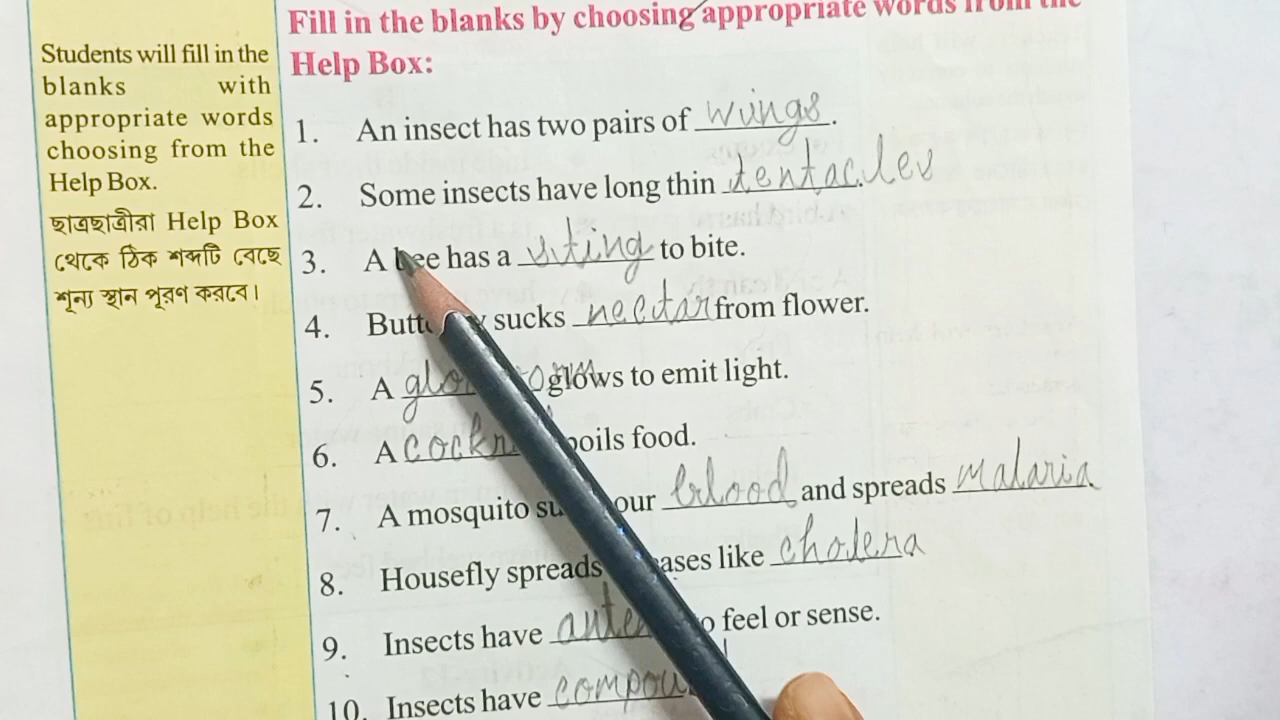 Fill in the blanks by choosing appropriate words from the
Help Box:
Students will fill in the
blanks with
appropriate words
choosing from the
Help Box.
ছাত্রছাত্রীরা Help Box
থেকে ঠিক শব্দটি বেছে
শূন্য স্থান পূরণ করবে।
1. An insect has two pairs of wings.
2. Some insects have long thin tentacles
3. A bee has a sting to bite.
4. sucks nectar from flower.
5. A glows to emit light.
6. A food.
7. A mosquito our blood and spreads malaria
8. Housefly spreads like cholera
9. Insects have to feel or sense.
10. Insects have